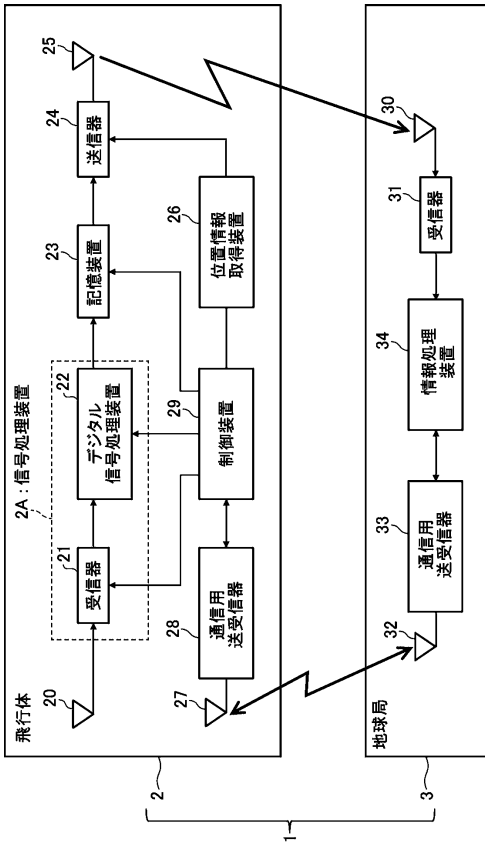 2A：信号処理装置
25
24
送信器
23
記憶装置
22
デジタル
信号処理装置
21
受信器
20
飛行体
26
位置情報
取得装置
29
制御装置
28
通信用
送受信器
27
2
1
30
31
受信器
34
情報処理
装置
33
通信用
送受信器
32
地球局
3